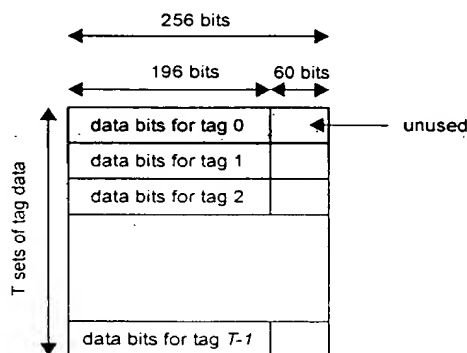 256 bits
196 bits 60 bits
data bits for tag 0 unused
data bits for tag 1
data bits for tag 2
T sets of tag data
data bits for tag T-1